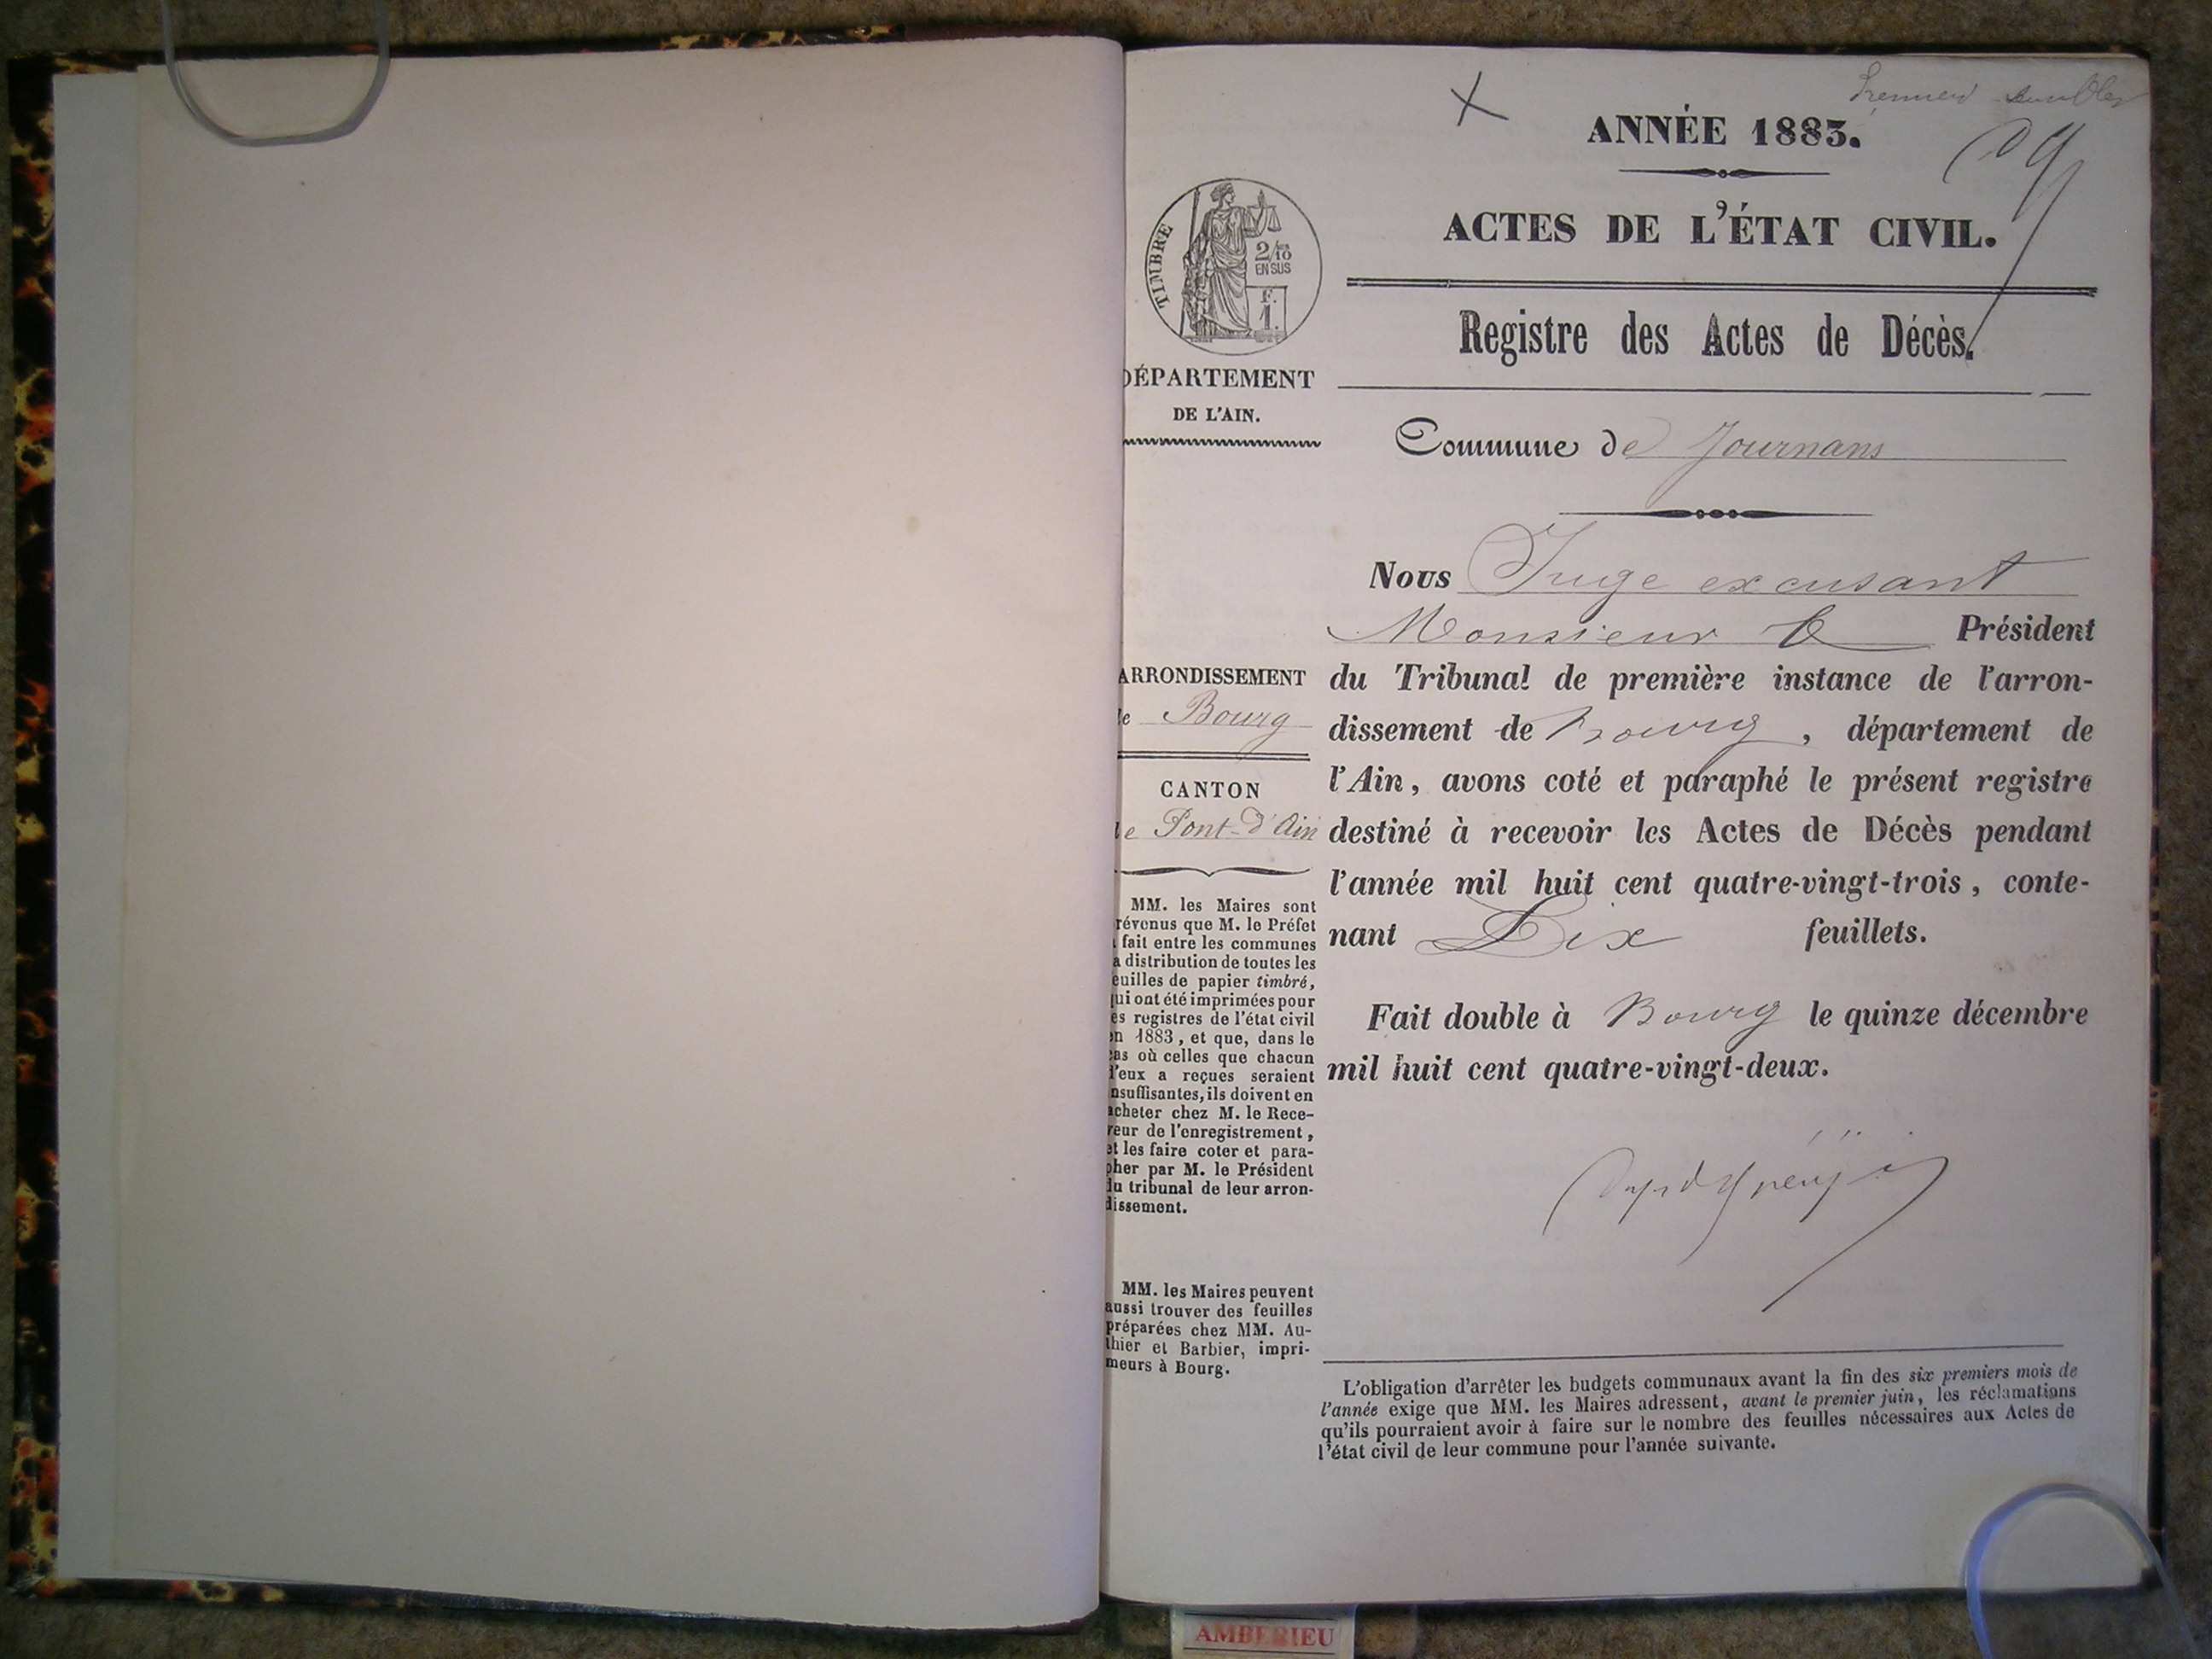 ANNÉE 1883.
ACTES DE L'ÉTAT CIVIL.
TIMBRE
2/10
EN SUS
F.
1.
Registre des Actes de Décès.
DÉPARTEMENT
DE L'AIN.
Commune de Journans
Nous Juge excusant
Monsieur le Président
du Tribunal de première instance de l'arron-
dissement de Bourg, département de
l'Ain, avons coté et paraphé le présent registre
destiné à recevoir les Actes de Décès pendant
l'année mil huit cent quatre-vingt-trois, conte-
nant Dix feuillets.
Fait double à Bourg le quinze décembre
mil huit cent quatre-vingt-deux.
ARRONDISSEMENT
de Bourg
CANTON
de Pont-d'Ain
MM. les Maires sont
révenus que M. le Préfet
a fait entre les communes
la distribution de toutes les
feuilles de papier timbré,
qui ont été imprimées pour
les registres de l'état civil
en 1883, et que, dans le
cas où celles que chacun
d'eux a reçues seraient
insuffisantes, ils doivent en
acheter chez M. le Rece-
veur de l'enregistrement,
et les faire coter et para-
pher par M. le Président
du tribunal de leur arron-
dissement.
MM. les Maires peuvent
aussi trouver des feuilles
préparées chez MM. Au-
thier et Barbier, impri-
meurs à Bourg.
L'obligation d'arrêter les budgets communaux avant la fin des six premiers mois de
l'année exige que MM. les Maires adressent, avant le premier juin, les réclamations
qu'ils pourraient avoir à faire sur le nombre des feuilles nécessaires aux Actes de
l'état civil de leur commune pour l'année suivante.
AMBERIEU